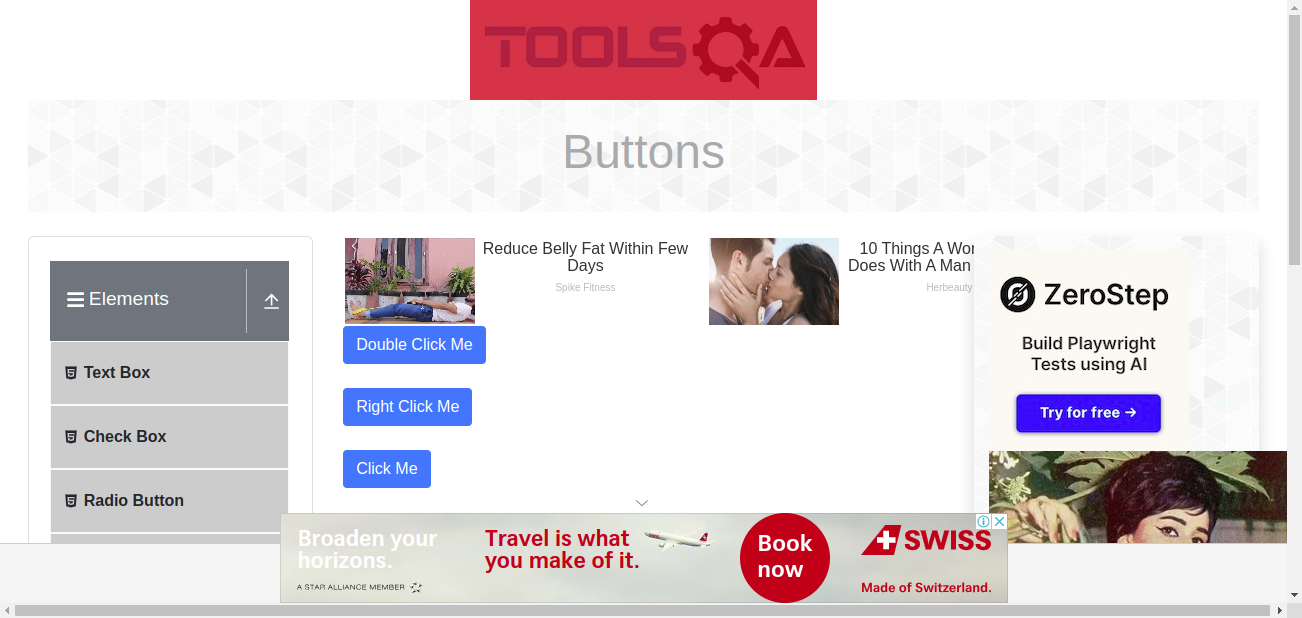 TOOLSQA
Buttons
Elements
Text Box
Check Box
Radio Button
Reduce Belly Fat Within Few
Days
Spike Fitness
10 Things A Wor
Does With A Man
Herbeauty
Double Click Me
Right Click Me
Click Me
ZeroStep
Build Playwright
Tests using AI
Try for free →
Broaden your
horizons.
A STAR ALLIANCE MEMBER
Travel is what
you make of it.
Book
now
SWISS
Made of Switzerland.